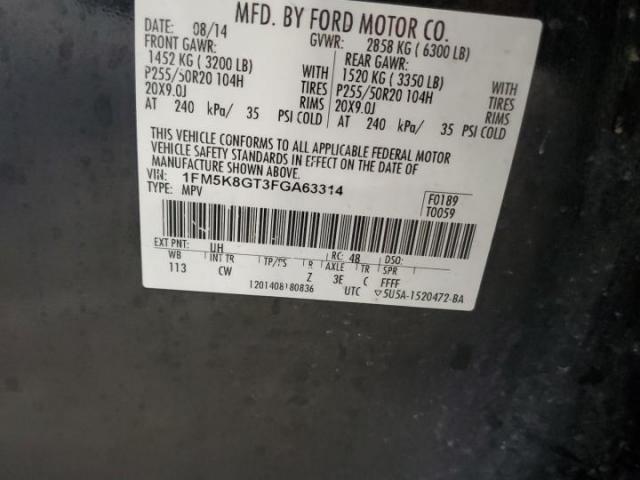 MFD. BY FORD MOTOR CO.
DATE: 08/14 GVWR: 2858 KG ( 6300 LB)
FRONT GAWR: REAR GAWR:
1452 KG ( 3200 LB) WITH 1520 KG ( 3350 LB) WITH
P255/50R20 104H TIRES P255/50R20 104H TIRES
20X9.0J RIMS 20X9.0J RIMS
AT 240 kPa/ 35 PSI COLD AT 240 kPa/ 35 PSI COLD
THIS VEHICLE CONFORMS TO ALL APPLICABLE FEDERAL MOTOR
VEHICLE SAFETY STANDARDS IN EFFECT ON THE DATE OF
MANUFACTURE SHOWN ABOVE.
VIN: 1FM5K8GT3FGA63314
TYPE: MPV
F0189
T0059
EXT PNT: UH RC: 48 DSO:
WB INT TR TP/PS R AXLE TR SPR
113 CW Z 3E C FFFF
1201408180836 UTC ▽5U5A-1520472-BA